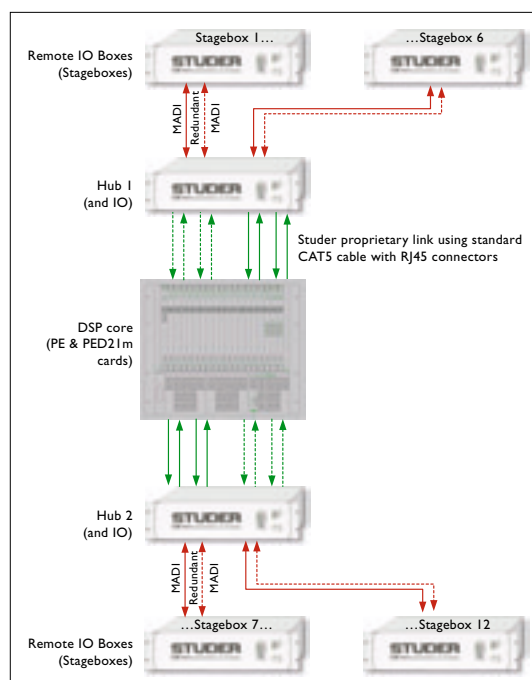 Stagebox 1…
…Stagebox 6
Remote IO Boxes
(Stageboxes)
STUDER
STUDER
MADI
Redundant
MADI
Hub 1
(and IO)
STUDER
Studer proprietary link using standard
CAT5 cable with RJ45 connectors
DSP core
(PE & PED21m
cards)
Hub 2
(and IO)
STUDER
MADI
Redundant
MADI
…Stagebox 7…
…Stagebox 12
Remote IO Boxes
(Stageboxes)
STUDER
STUDER